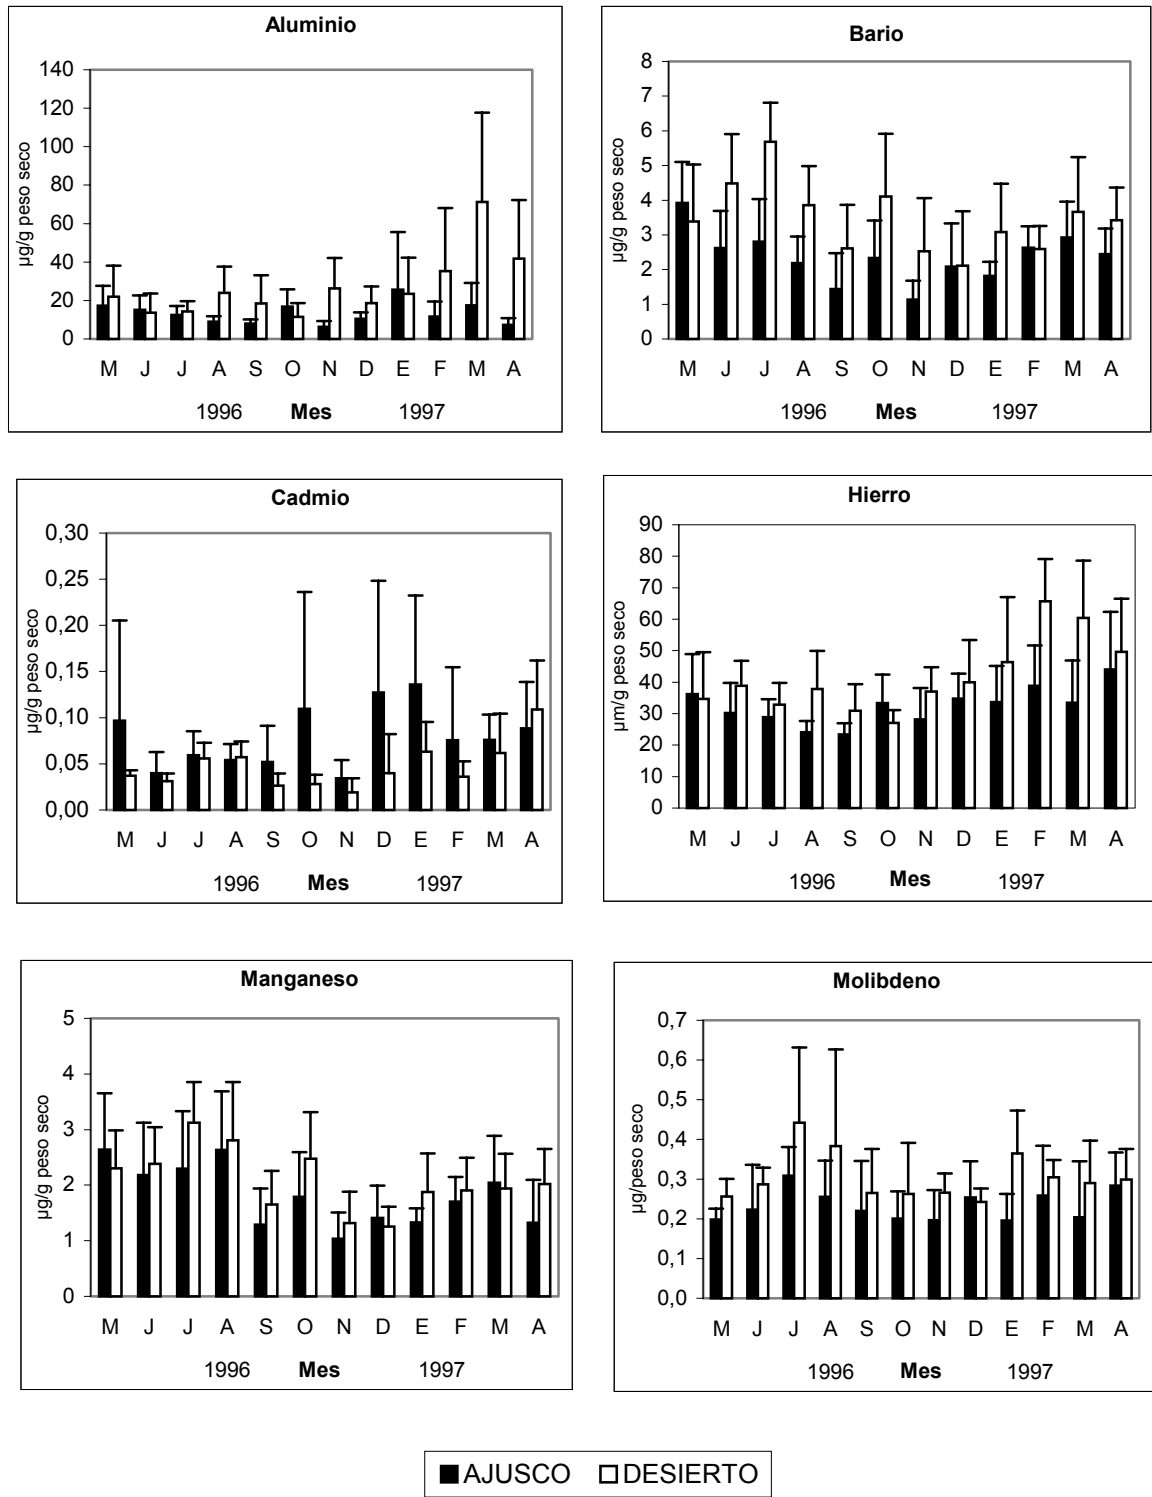 Aluminio
µg/g peso seco
140
120
100
80
60
40
20
0
M J J A S O N D E F M A
1996 Mes 1997
Bario
µg/g peso seco
8
7
6
5
4
3
2
1
0
M J J A S O N D E F M A
1996 Mes 1997
Cadmio
µg/g peso seco
0,30
0,25
0,20
0,15
0,10
0,05
0,00
M J J A S O N D E F M A
1996 Mes 1997
Hierro
µm/g peso seco
90
80
70
60
50
40
30
20
10
0
M J J A S O N D E F M A
1996 Mes 1997
Manganeso
µg/g peso seco
5
4
3
2
1
0
M J J A S O N D E F M A
1996 Mes 1997
Molibdeno
µg/peso seco
0,7
0,6
0,5
0,4
0,3
0,2
0,1
0,0
M J J A S O N D E F M A
1996 Mes 1997
AJUSCO DESIERTO